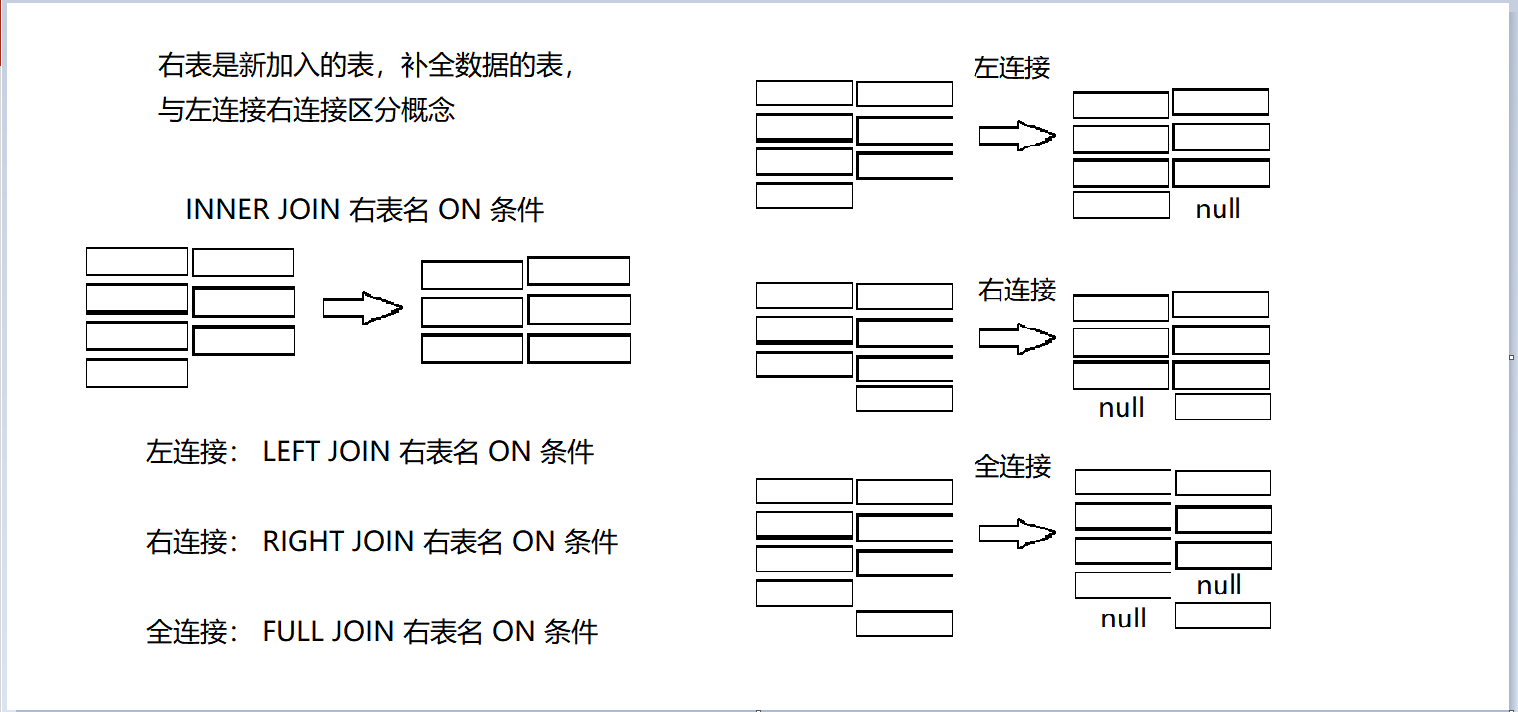 右表是新加入的表，补全数据的表，
与左连接右连接区分概念
INNER JOIN 右表名 ON 条件
左连接： LEFT JOIN 右表名 ON 条件
右连接： RIGHT JOIN 右表名 ON 条件
全连接： FULL JOIN 右表名 ON 条件
左连接
null
右连接
null
全连接
null
null